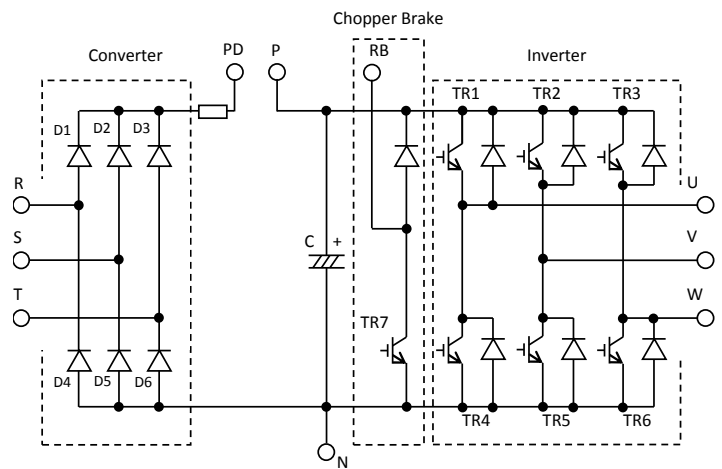 Chopper Brake
Converter
PD
P
RB
Inverter
D1
D2
D3
TR1
TR2
TR3
R
U
S
C
+
V
T
W
TR7
D4
D5
D6
TR4
TR5
TR6
N